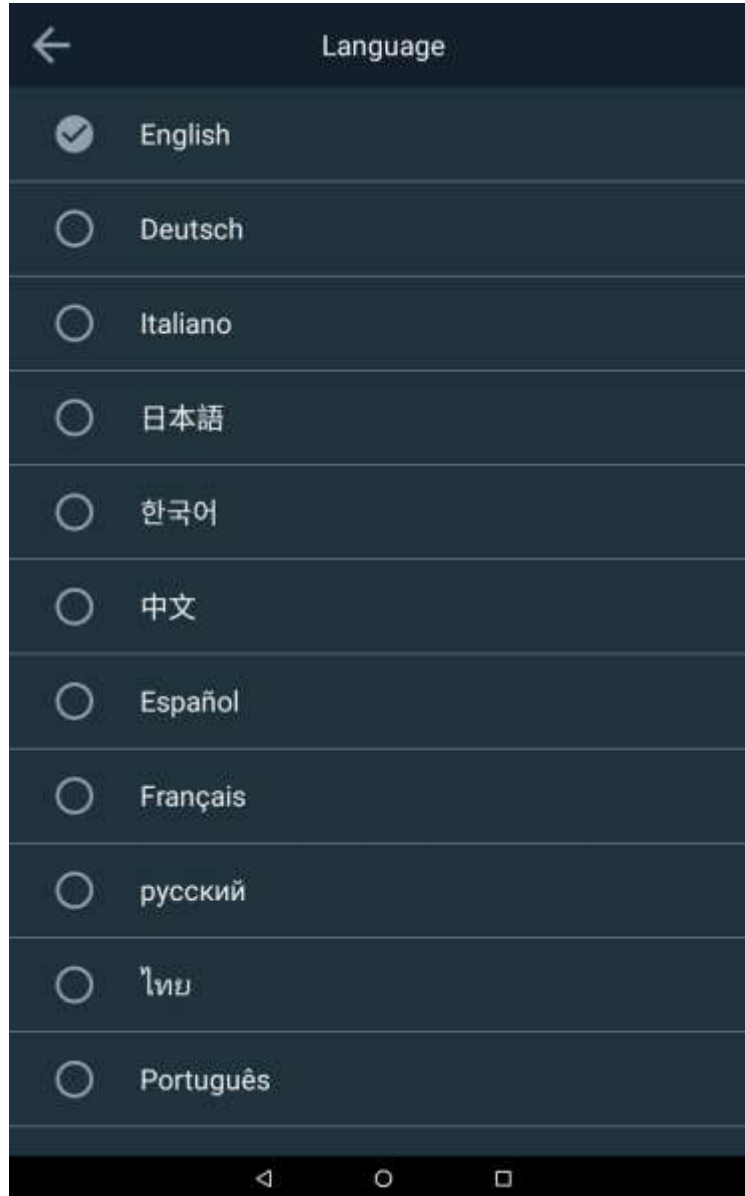 Language
English
Deutsch
Italiano
日本語
한국어
中文
Español
Français
русский
ไทย
Português